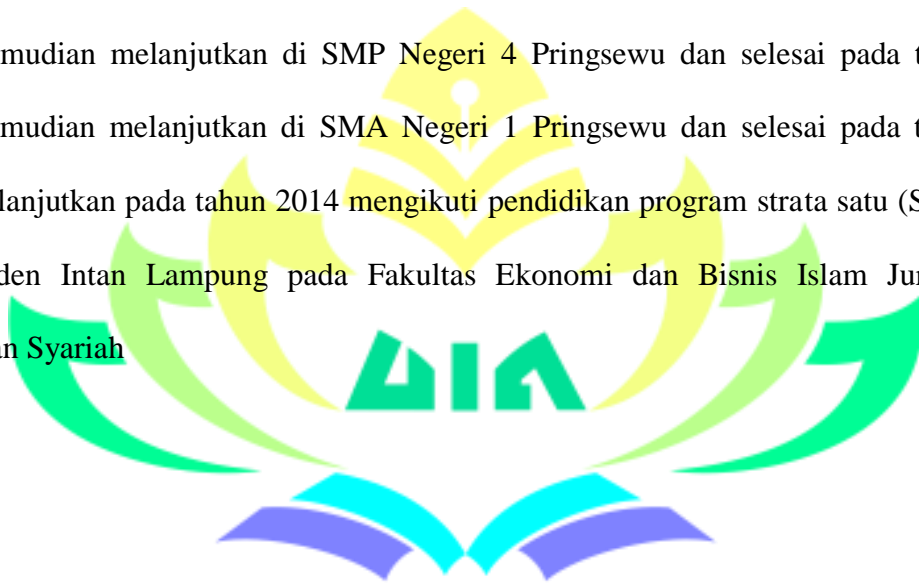 mudian melanjutkan di SMP Negeri 4 Pringsewu dan selesai pada t
mudian melanjutkan di SMA Negeri 1 Pringsewu dan selesai pada t
lanjutkan pada tahun 2014 mengikuti pendidikan program strata satu (S
den Intan Lampung pada Fakultas Ekonomi dan Bisnis Islam Jur
an Syariah